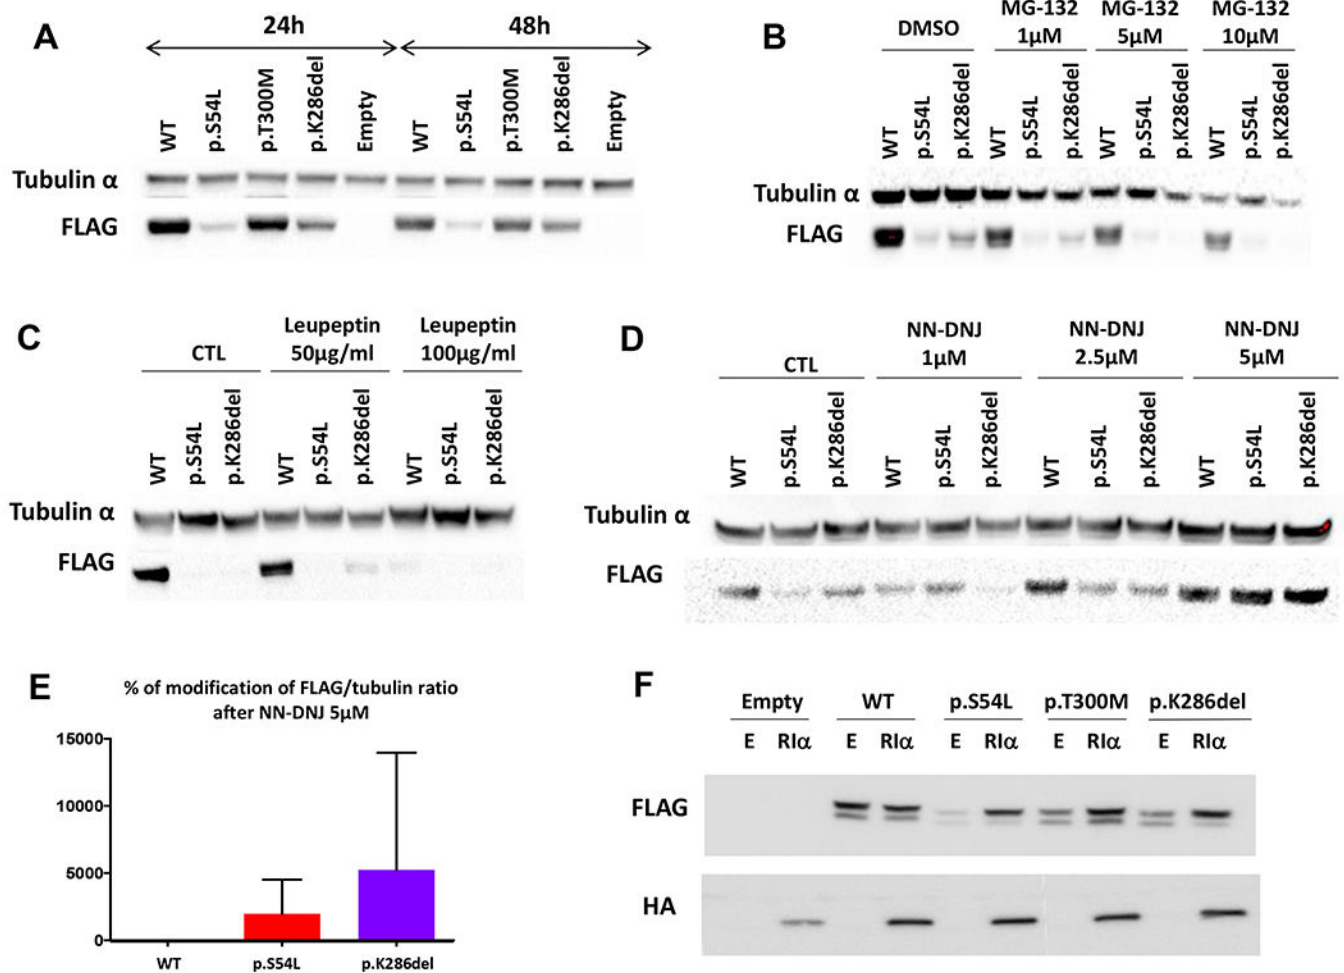 A
24h
48h
WT
p.S54L
p.T300M
p.K286del
Empty
WT
p.S54L
p.T300M
p.K286del
Empty
Tubulin α
FLAG
B
DMSO
MG-132
1µM
MG-132
5µM
MG-132
10µM
WT
p.S54L
p.K286del
WT
p.S54L
p.K286del
WT
p.S54L
p.K286del
WT
p.S54L
p.K286del
Tubulin α
FLAG
C
CTL
Leupeptin
50µg/ml
Leupeptin
100µg/ml
WT
p.S54L
p.K286del
WT
p.S54L
p.K286del
WT
p.S54L
p.K286del
Tubulin α
FLAG
D
CTL
NN-DNJ
1µM
NN-DNJ
2.5µM
NN-DNJ
5µM
WT
p.S54L
p.K286del
WT
p.S54L
p.K286del
WT
p.S54L
p.K286del
WT
p.S54L
p.K286del
Tubulin α
FLAG
E
% of modification of FLAG/tubulin ratio
after NN-DNJ 5µM
15000
10000
5000
0
WT p.S54L p.K286del
F
Empty WT p.S54L p.T300M p.K286del
E RIα E RIα E RIα E RIα E RIα
FLAG
HA